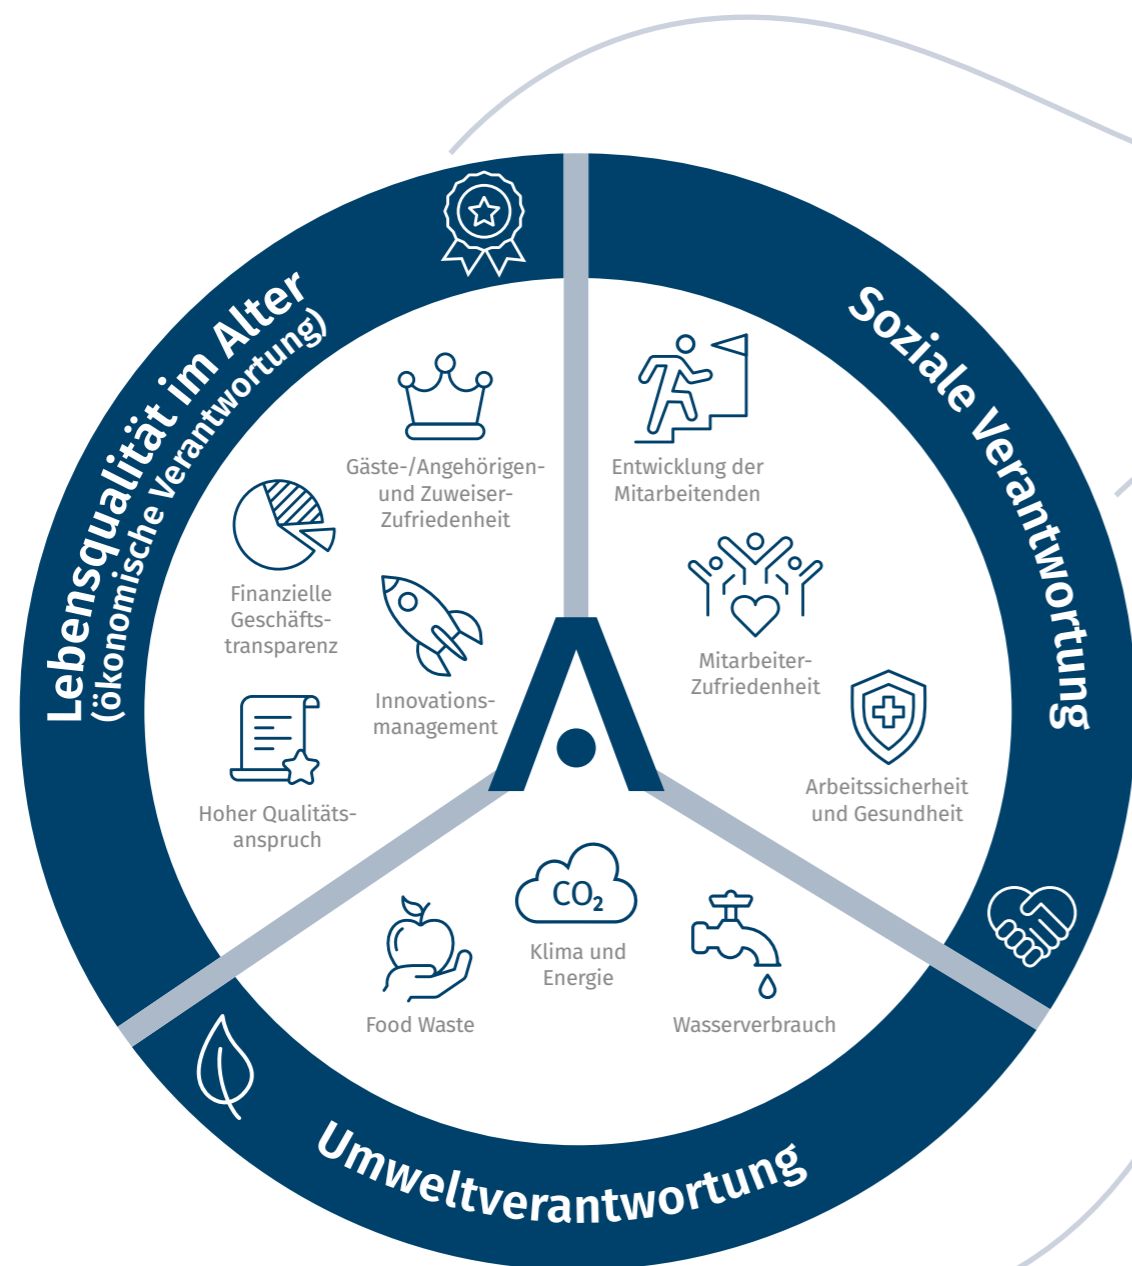 Lebensqualität im Alter
(ökonomische Verantwortung)
Gäste-/Angehörigen-
und Zuweiser-
Zufriedenheit
Finanzielle
Geschäfts-
transparenz
Innovations-
management
Hoher Qualitäts-
anspruch
Soziale Verantwortung
Entwicklung der
Mitarbeitenden
Mitarbeiter-
Zufriedenheit
Arbeitssicherheit
und Gesundheit
CO₂
Klima und
Energie
Food Waste
Wasserverbrauch
Umweltverantwortung